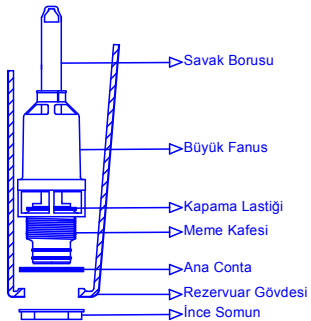 Savak Borusu
Büyük Fanus
Kapama Lastiği
Meme Kafesi
Ana Conta
Rezervuar Gövdesi
İnce Somun